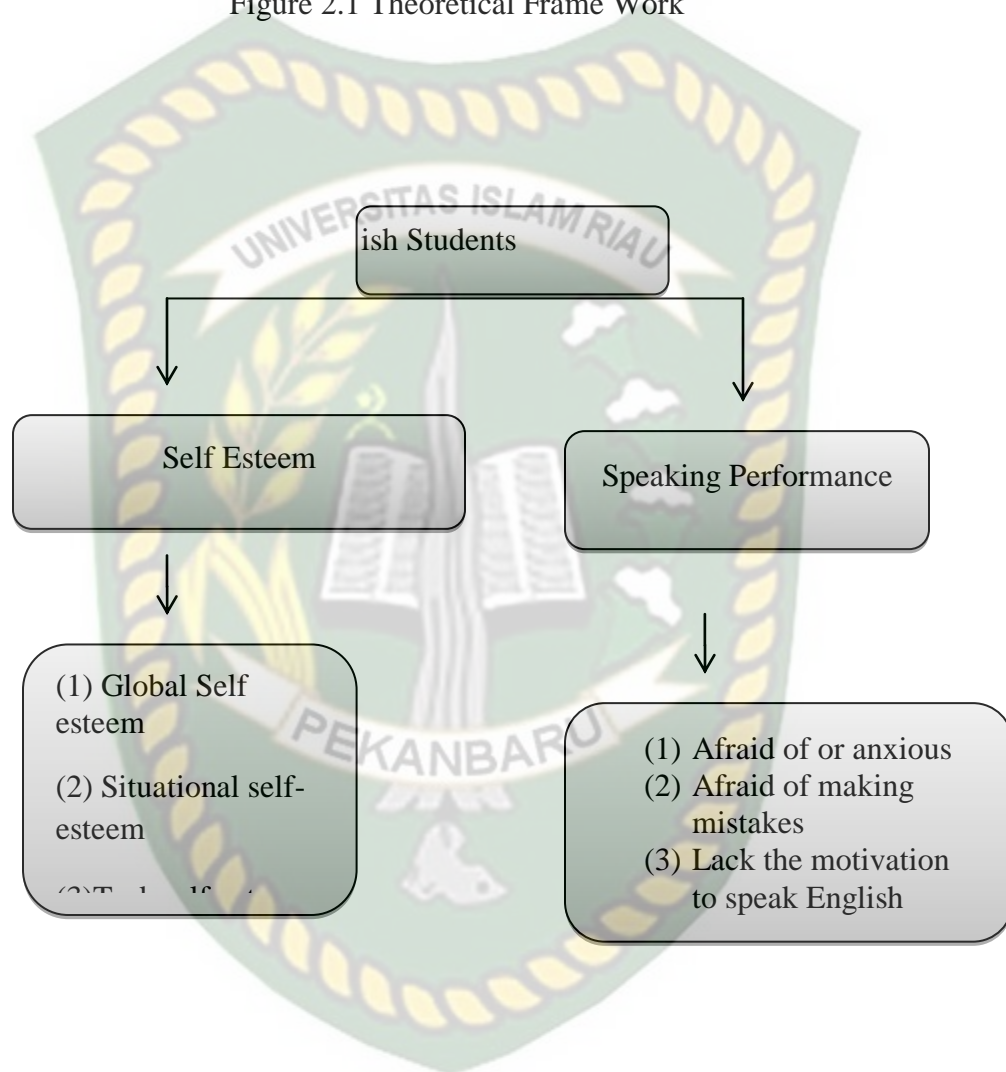 Figure 2.1 Theoretical Frame Work
UNIVERSITAS ISLAM RIAU
ish Students
Self Esteem
Speaking Performance
(1) Global Self
esteem
(2) Situational self-
esteem
PEKANBARU
(1) Afraid of or anxious
(2) Afraid of making
mistakes
(3) Lack the motivation
to speak English